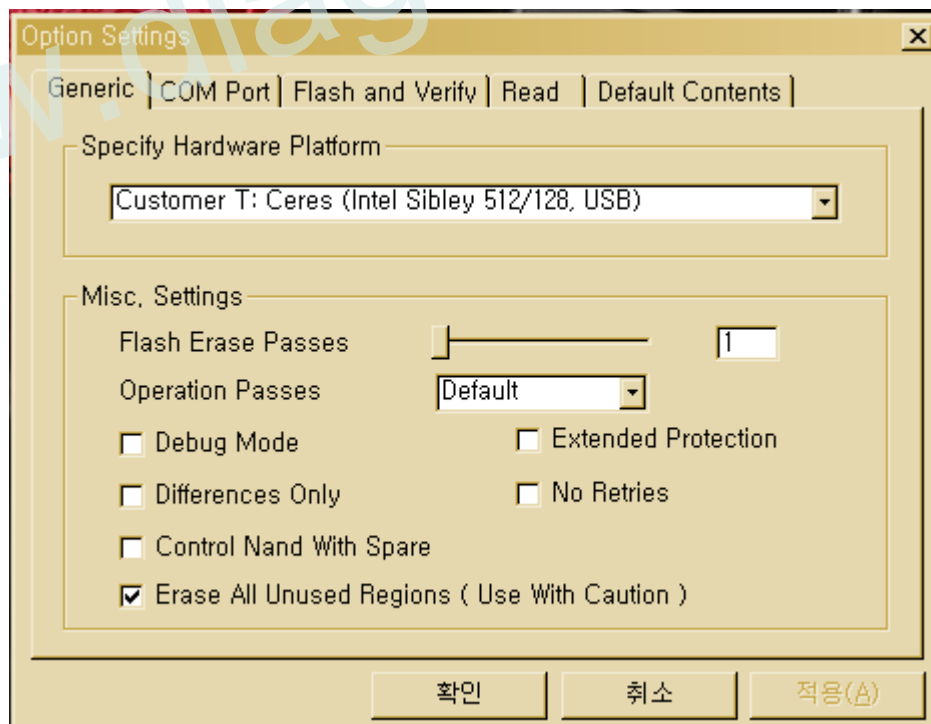 Option Settings
Generic COM Port Flash and Verify Read Default Contents
Specify Hardware Platform
Customer T: Ceres (Intel Sibley 512/128, USB)
Misc. Settings
Flash Erase Passes 1
Operation Passes Default
Debug Mode Extended Protection
Differences Only No Retries
Control Nand With Spare
Erase All Unused Regions ( Use With Caution )
확인 취소 적용(A)